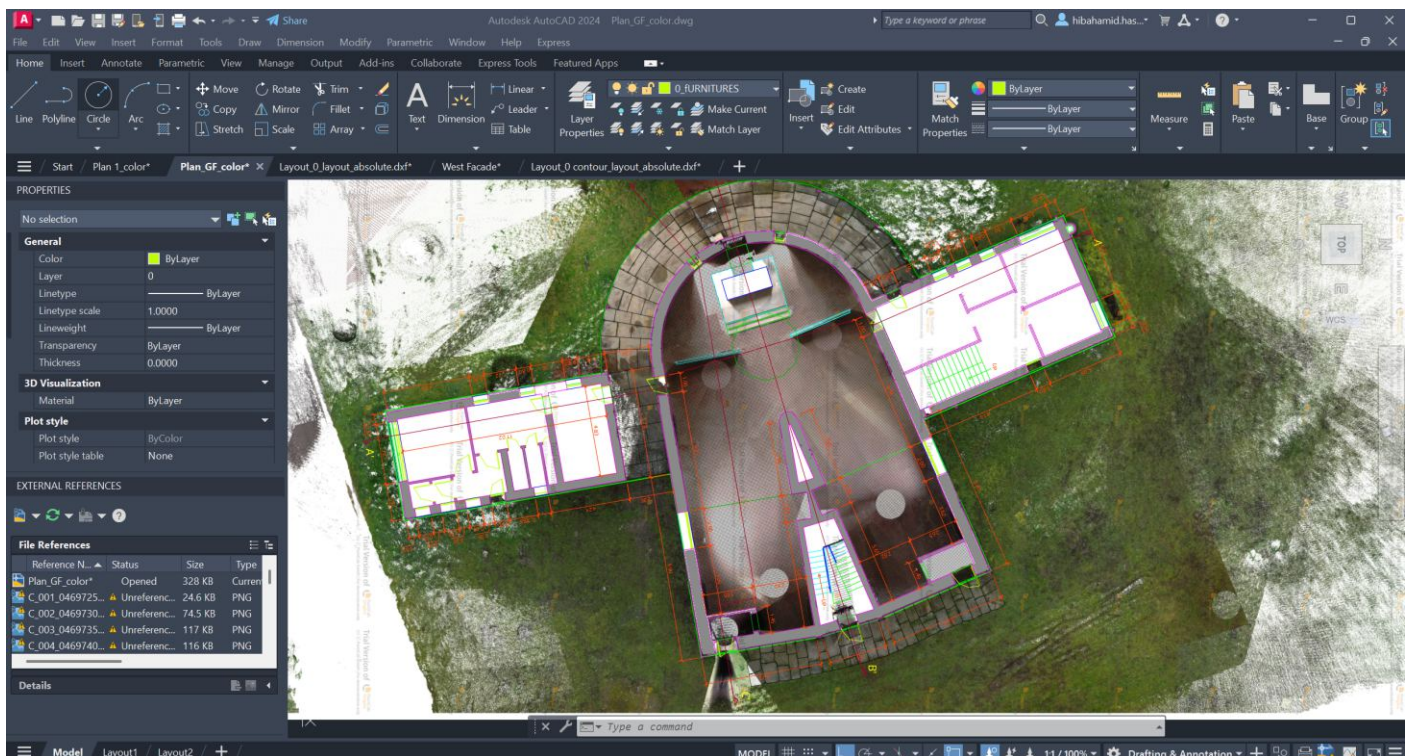 Share
Autodesk AutoCAD 2024 Plan_GF_color.dwg
Type a keyword or phrase
hibahamid.has...
File Edit View Insert Format Tools Draw Dimension Modify Parametric Window Help Express
Home Insert Annotate Parametric View Manage Output Add-ins Collaborate Express Tools Featured Apps
Line Polyline Circle Arc
Move Rotate Trim
Copy Mirror Fillet
Stretch Scale Array
Text Dimension
Linear
Leader
Table
Layer Properties
0_FURNITURES
Make Current
Match Layer
Insert
Create
Edit
Edit Attributes
Match Properties
ByLayer
ByLayer
ByLayer
Measure
Paste
Base
Group
Start Plan 1_color* Plan_GF_color* Layout_0_layout_absolute.dxf* West Facade* Layout_0 contour_layout_absolute.dxf*
PROPERTIES
No selection
General
Color ByLayer
Layer 0
Linetype ByLayer
Linetype scale 1.0000
Lineweight ByLayer
Transparency ByLayer
Thickness 0.0000
3D Visualization
Material ByLayer
Plot style
Plot style ByColor
Plot style table None
EXTERNAL REFERENCES
File References
Reference N... Status Size Type
Plan_GF_color* Opened 328 KB Curren
C_001_0469725... Unreferenc... 24.6 KB PNG
C_002_0469730... Unreferenc... 74.5 KB PNG
C_003_0469735... Unreferenc... 117 KB PNG
C_004_0469740... Unreferenc... 116 KB PNG
Details
TOP
WCS
Trial Version of
Type a command
Model Layout1 Layout2
MODEL 1:1 / 100% Drafting & Annotation